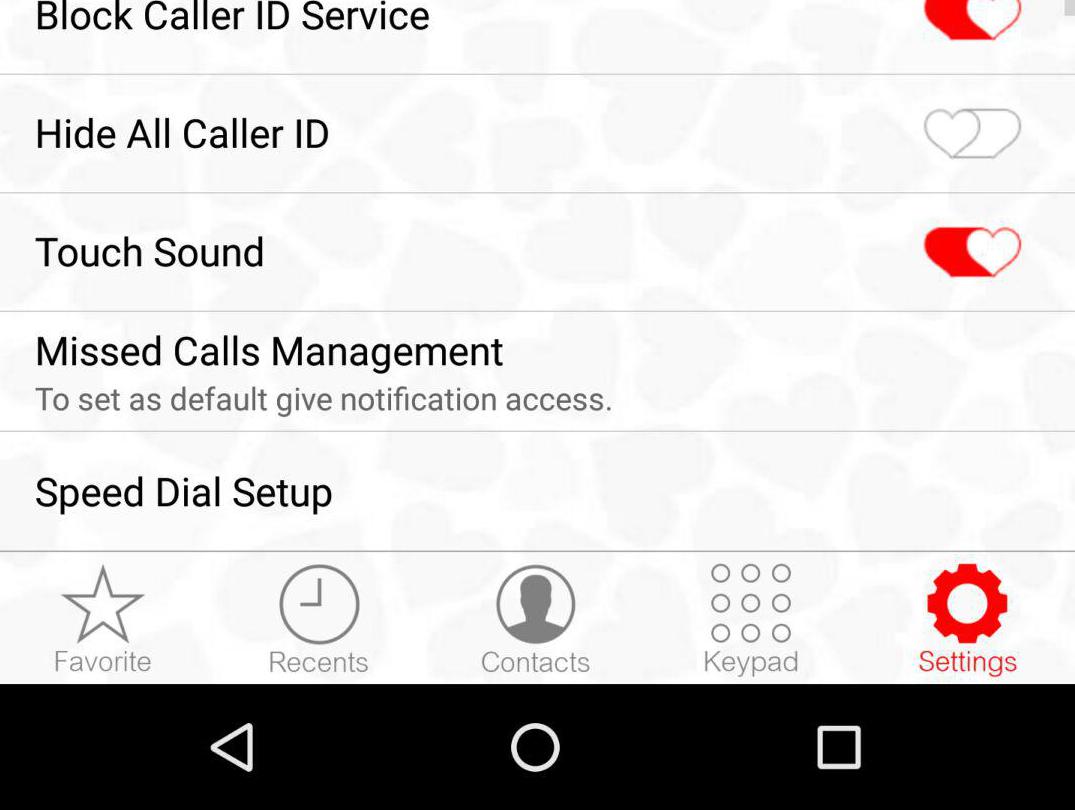 Block Caller ID Service
Hide All Caller ID
Touch Sound
Missed Calls Management
To set as default give notification access.
Speed Dial Setup
Favorite
Recents
Contacts
Keypad
Settings